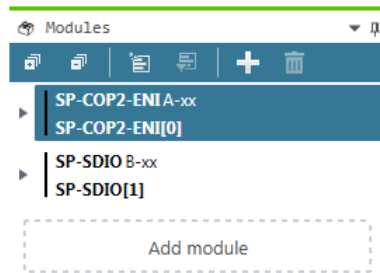 Modules
SP-COP2-ENI A-xx
SP-COP2-ENI[0]
SP-SDIO B-xx
SP-SDIO[1]
Add module